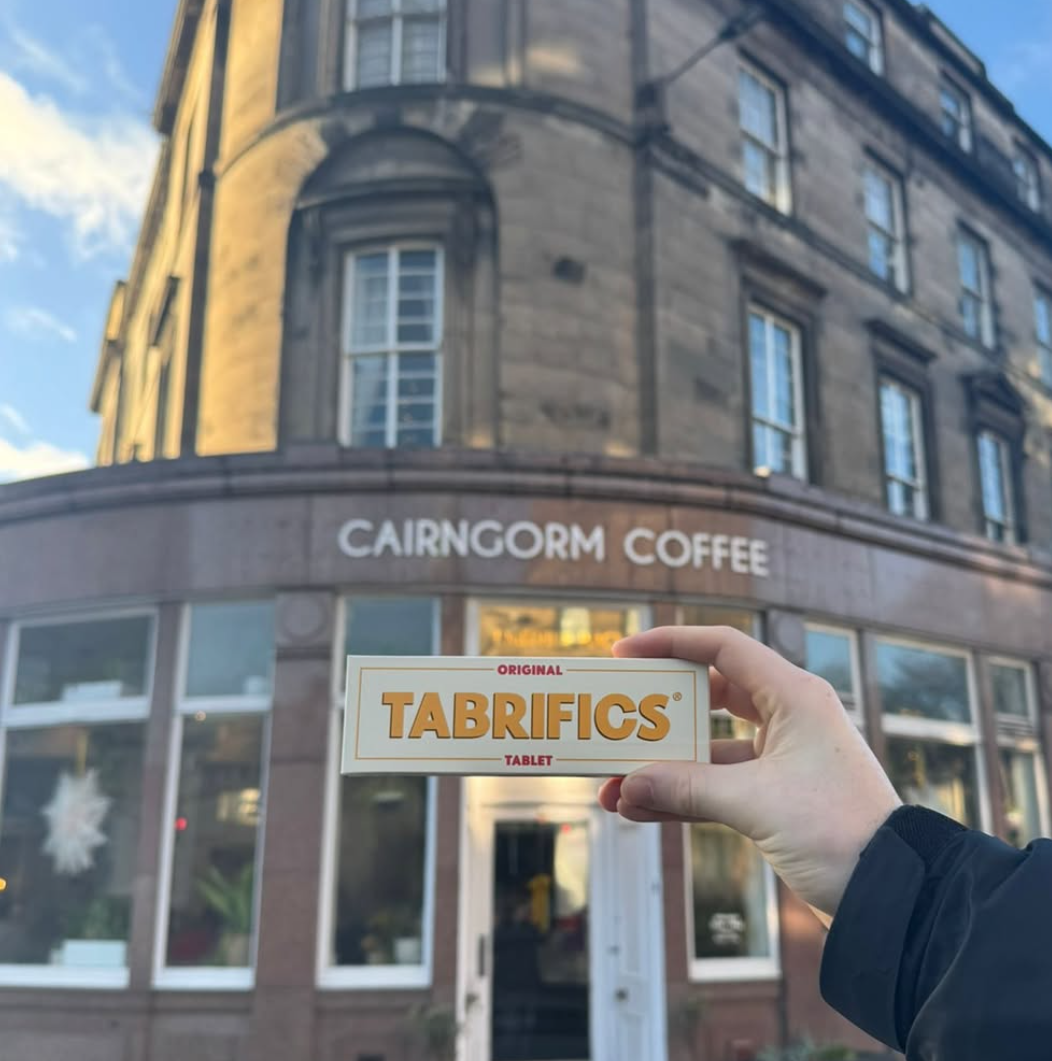 CAIRNGORM COFFEE
ORIGINAL
TABRIFICS®
TABLET